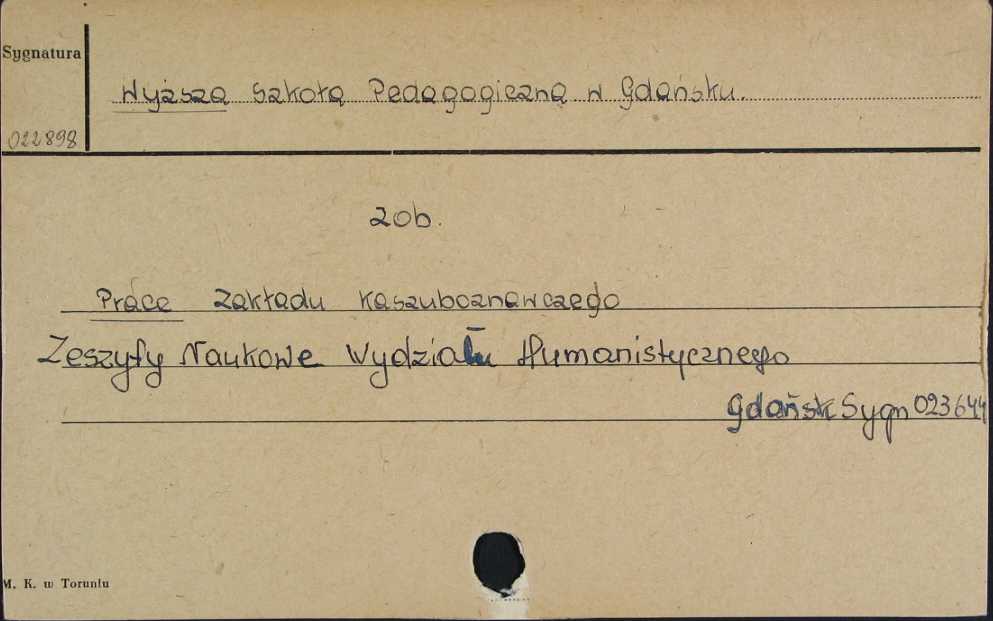 Sygnatura
Wyższa Szkoła Pedagogiczna w Gdańsku.
022898
zob.
Prace Zakładu Kaszuboznawczego
Zeszyty Naukowe Wydziału Humanistycznego
Gdańsk Sygn 023644
M. K. w Toruniu